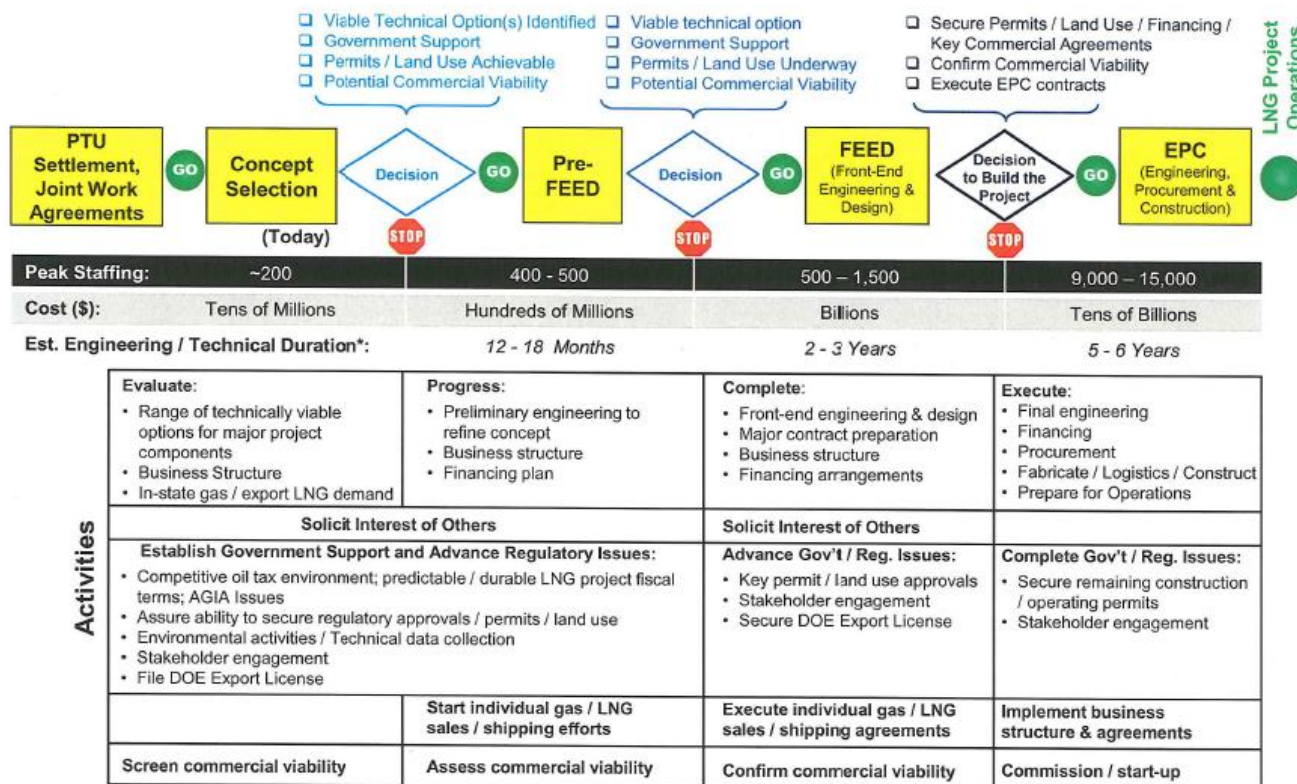 ❑ Viable Technical Option(s) Identified
❑ Government Support
❑ Permits / Land Use Achievable
❑ Potential Commercial Viability
❑ Viable technical option
❑ Government Support
❑ Permits / Land Use Underway
❑ Potential Commercial Viability
❑ Secure Permits / Land Use / Financing /
Key Commercial Agreements
❑ Confirm Commercial Viability
❑ Execute EPC contracts
LNG Project
Operations
PTU
Settlement,
Joint Work
Agreements
GO
Concept
Selection
(Today)
Decision
STOP
GO
Pre-
FEED
Decision
STOP
GO
FEED
(Front-End
Engineering &
Design)
Decision
to Build the
Project
STOP
GO
EPC
(Engineering,
Procurement &
Construction)
Peak Staffing: ~200 400 - 500 500 – 1,500 9,000 – 15,000
Cost ($): Tens of Millions Hundreds of Millions Billions Tens of Billions
Est. Engineering / Technical Duration*: 12 - 18 Months 2 - 3 Years 5 - 6 Years
Activities
Evaluate:
• Range of technically viable
options for major project
components
• Business Structure
• In-state gas / export LNG demand
Progress:
• Preliminary engineering to
refine concept
• Business structure
• Financing plan
Complete:
• Front-end engineering & design
• Major contract preparation
• Business structure
• Financing arrangements
Execute:
• Final engineering
• Financing
• Procurement
• Fabricate / Logistics / Construct
• Prepare for Operations
Solicit Interest of Others
Solicit Interest of Others
Establish Government Support and Advance Regulatory Issues:
• Competitive oil tax environment; predictable / durable LNG project fiscal
terms; AGIA Issues
• Assure ability to secure regulatory approvals / permits / land use
• Environmental activities / Technical data collection
• Stakeholder engagement
• File DOE Export License
Advance Gov't / Reg. Issues:
• Key permit / land use approvals
• Stakeholder engagement
• Secure DOE Export License
Complete Gov't / Reg. Issues:
• Secure remaining construction
/ operating permits
• Stakeholder engagement
Start individual gas / LNG
sales / shipping efforts
Execute individual gas / LNG
sales / shipping agreements
Implement business
structure & agreements
Screen commercial viability
Assess commercial viability
Confirm commercial viability
Commission / start-up